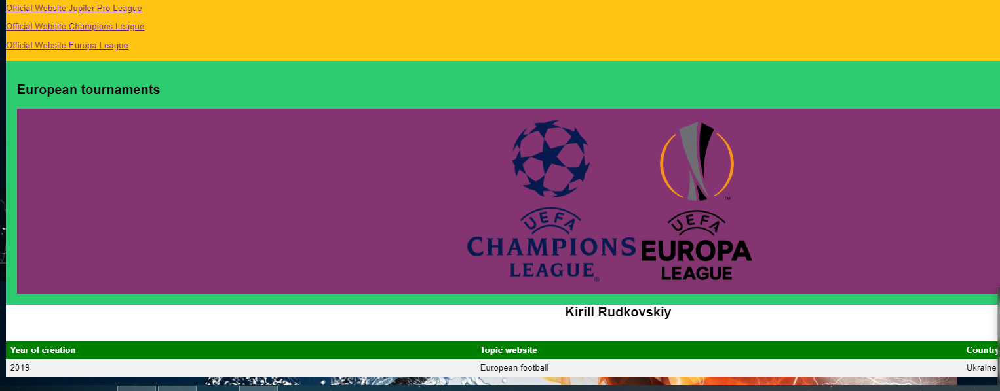 Official Website Jupiler Pro League
Official Website Champions League
Official Website Europa League
European tournaments
UEFA
CHAMPIONS
LEAGUE®
UEFA
EUROPA
LEAGUE
TM
Kirill Rudkovskiy
Year of creation Topic website Country
2019 European football Ukraine